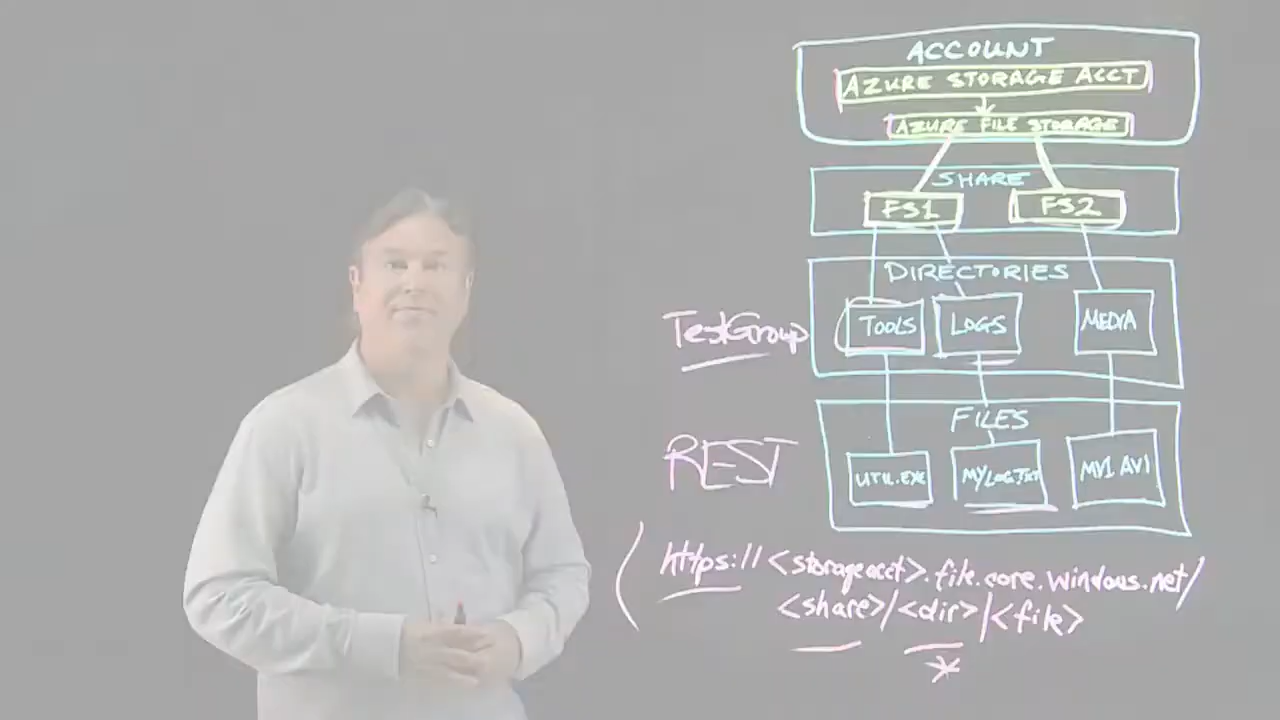 ACCOUNT
AZURE STORAGE ACCT
AZURE FILE STORAGE
SHARE
FS1 FS2
DIRECTORIES
TestGroup TOOLS LOGS MEDIA
FILES
REST UTIL.EXE MYLOG.TXT MV1.AVI
https://<storageacct>.file.core.windows.net/
<share>/<dir>/<file>
*